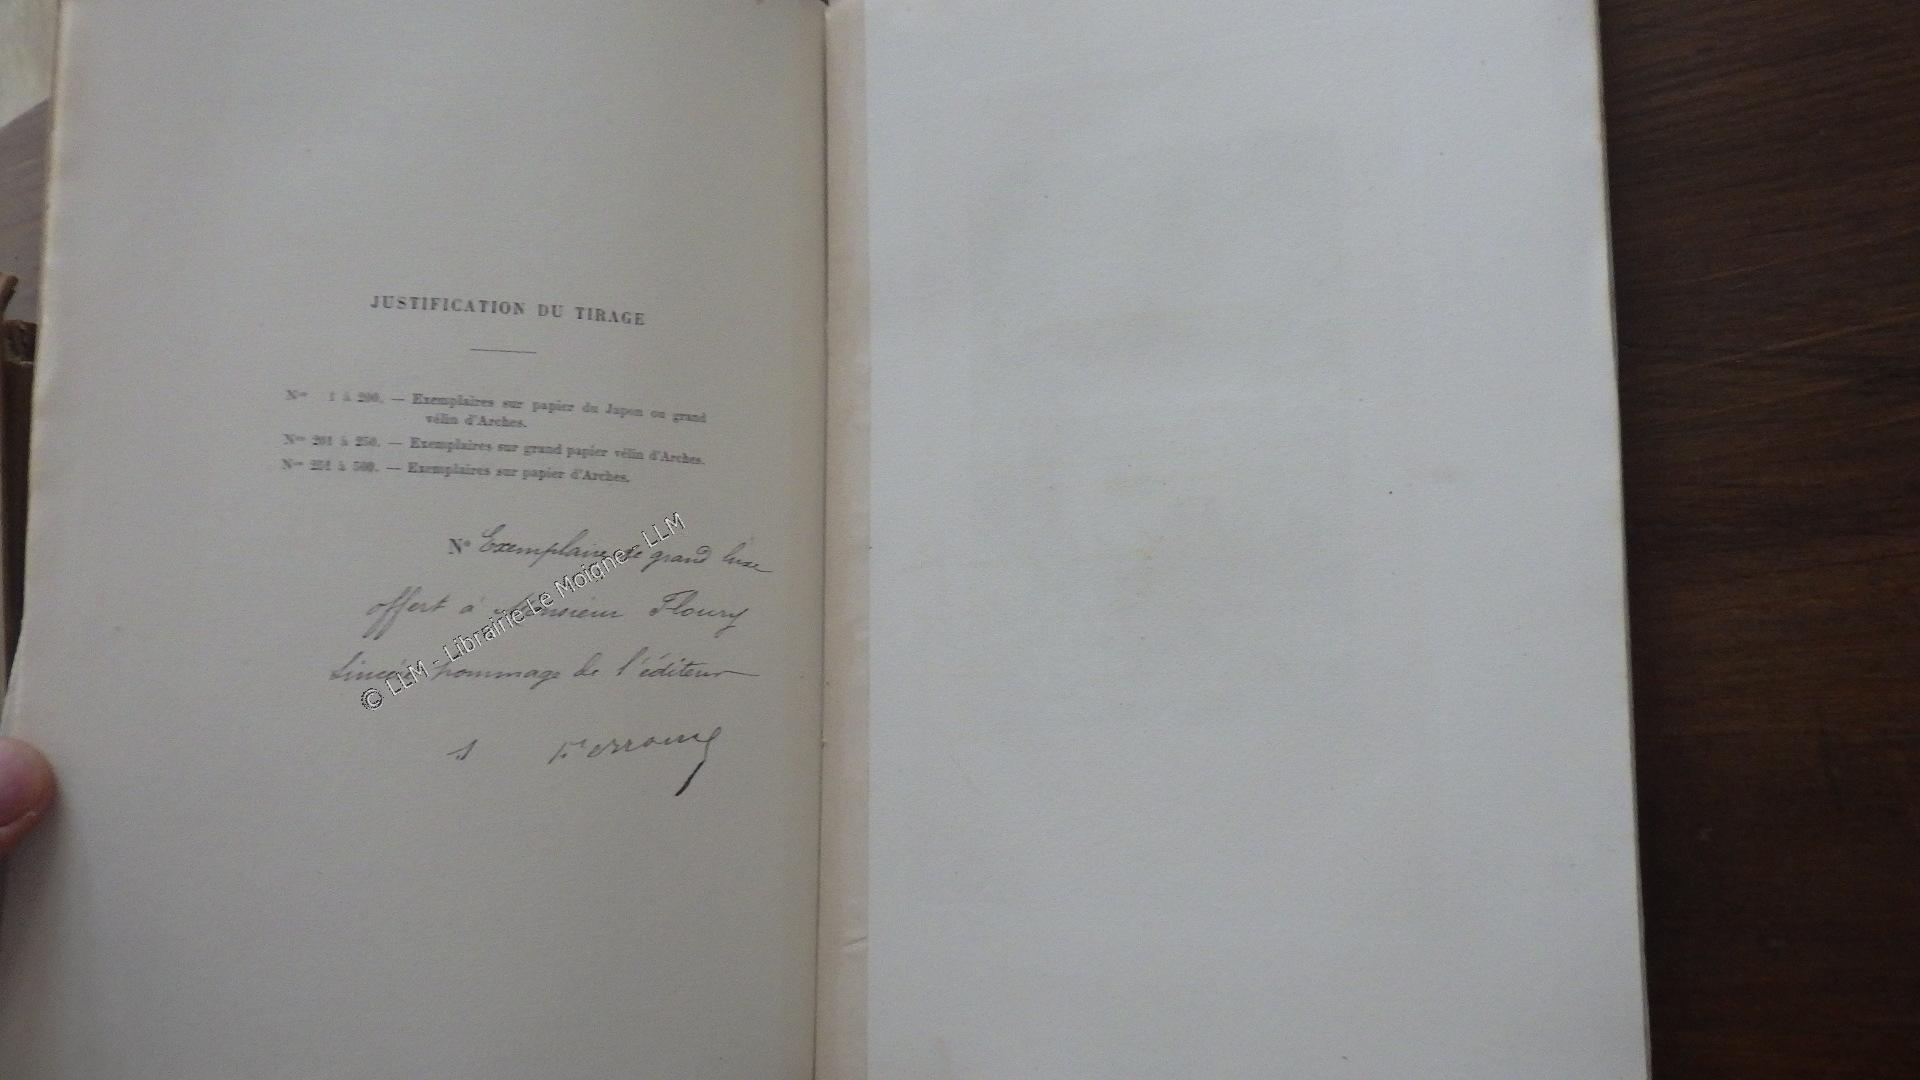 JUSTIFICATION DU TIRAGE
Nos 1 à 200. — Exemplaires sur papier du Japon ou grand
vélin d'Arches.
Nos 201 à 250. — Exemplaires sur grand papier vélin d'Arches.
Nos 251 à 500. — Exemplaires sur papier d'Arches.
No Exemplaire de grand luxe
offert à Monsieur Floury
Sincère hommage de l'éditeur
© LLM - Librairie Le Moigne - LLM